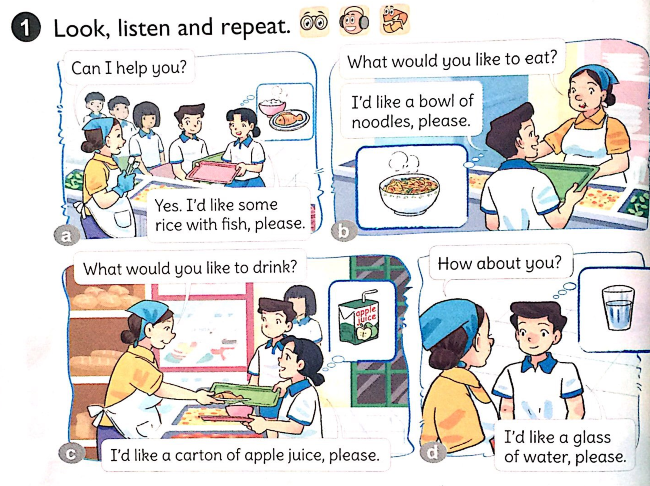 1 Look, listen and repeat.
Can I help you?
Yes. I'd like some
rice with fish, please.
a
What would you like to eat?
I'd like a bowl of
noodles, please.
b
What would you like to drink?
apple
juice
I'd like a carton of apple juice, please.
c
How about you?
I'd like a glass
of water, please.
d